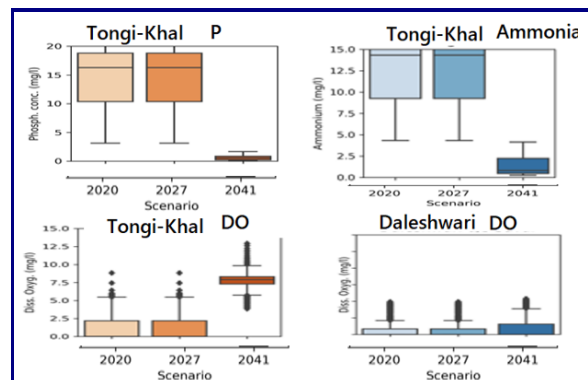 Tongi-Khal P
Phosph. conc. (mg/l)
20
15
10
5
0
2020 2027 2041
Scenario
Tongi-Khal Ammonia
Ammonium (mg/l)
15.0
12.5
10.0
7.5
5.0
2.5
0.0
2020 2027 2041
Scenario
Tongi-Khal DO
Diss. Oxyg. (mg/l)
15.0
12.5
10.0
7.5
5.0
2.5
0.0
2020 2027 2041
Scenario
Daleshwari DO
Diss. Oxyg. (mg/l)
2020 2027 2041
Scenario